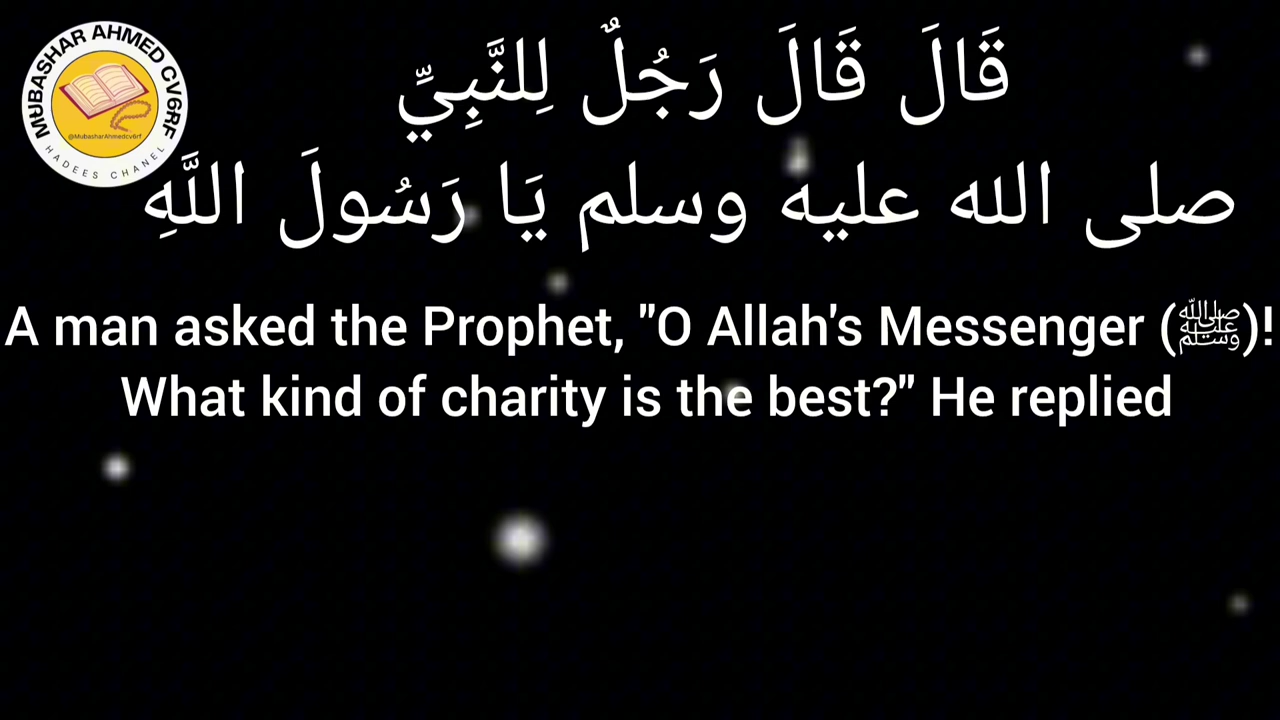 MUBASHAR AHMED CV6RF
@MubasharAhmedcv6rf
HADEES CHANEL
قَالَ قَالَ رَجُلٌ لِلنَّبِيِّ
صلى الله عليه وسلم يَا رَسُولَ اللَّهِ
A man asked the Prophet, "O Allah's Messenger (ﷺ)!
What kind of charity is the best?" He replied